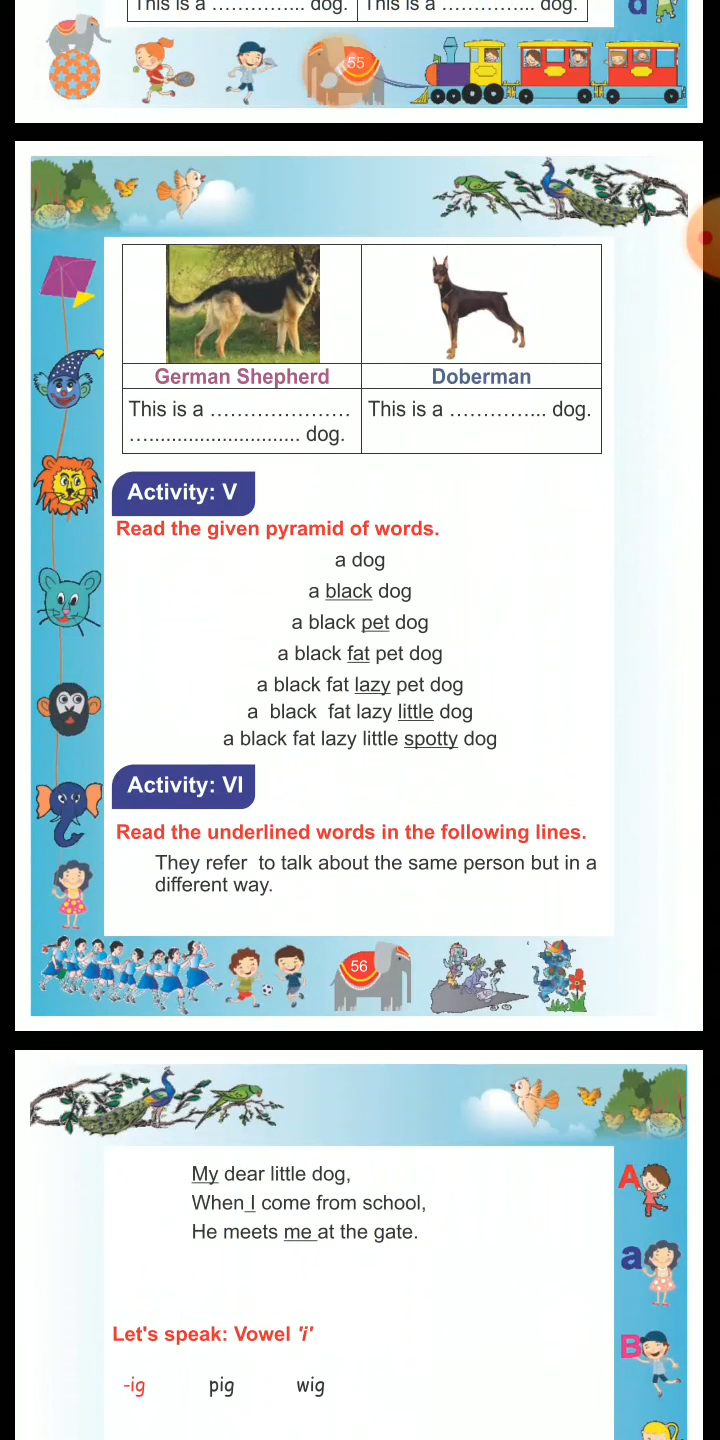 This is a ................ dog.
This is a ................ dog.
a
55
German Shepherd
Doberman
This is a .....................
.............................. dog.
This is a ................ dog.
Activity: V
Read the given pyramid of words.
a dog
a black dog
a black pet dog
a black fat pet dog
a black fat lazy pet dog
a black fat lazy little dog
a black fat lazy little spotty dog
Activity: VI
Read the underlined words in the following lines.
They refer to talk about the same person but in a
different way.
56
My dear little dog,
When I come from school,
He meets me at the gate.
A
a
B
Let's speak: Vowel 'i'
-ig pig wig